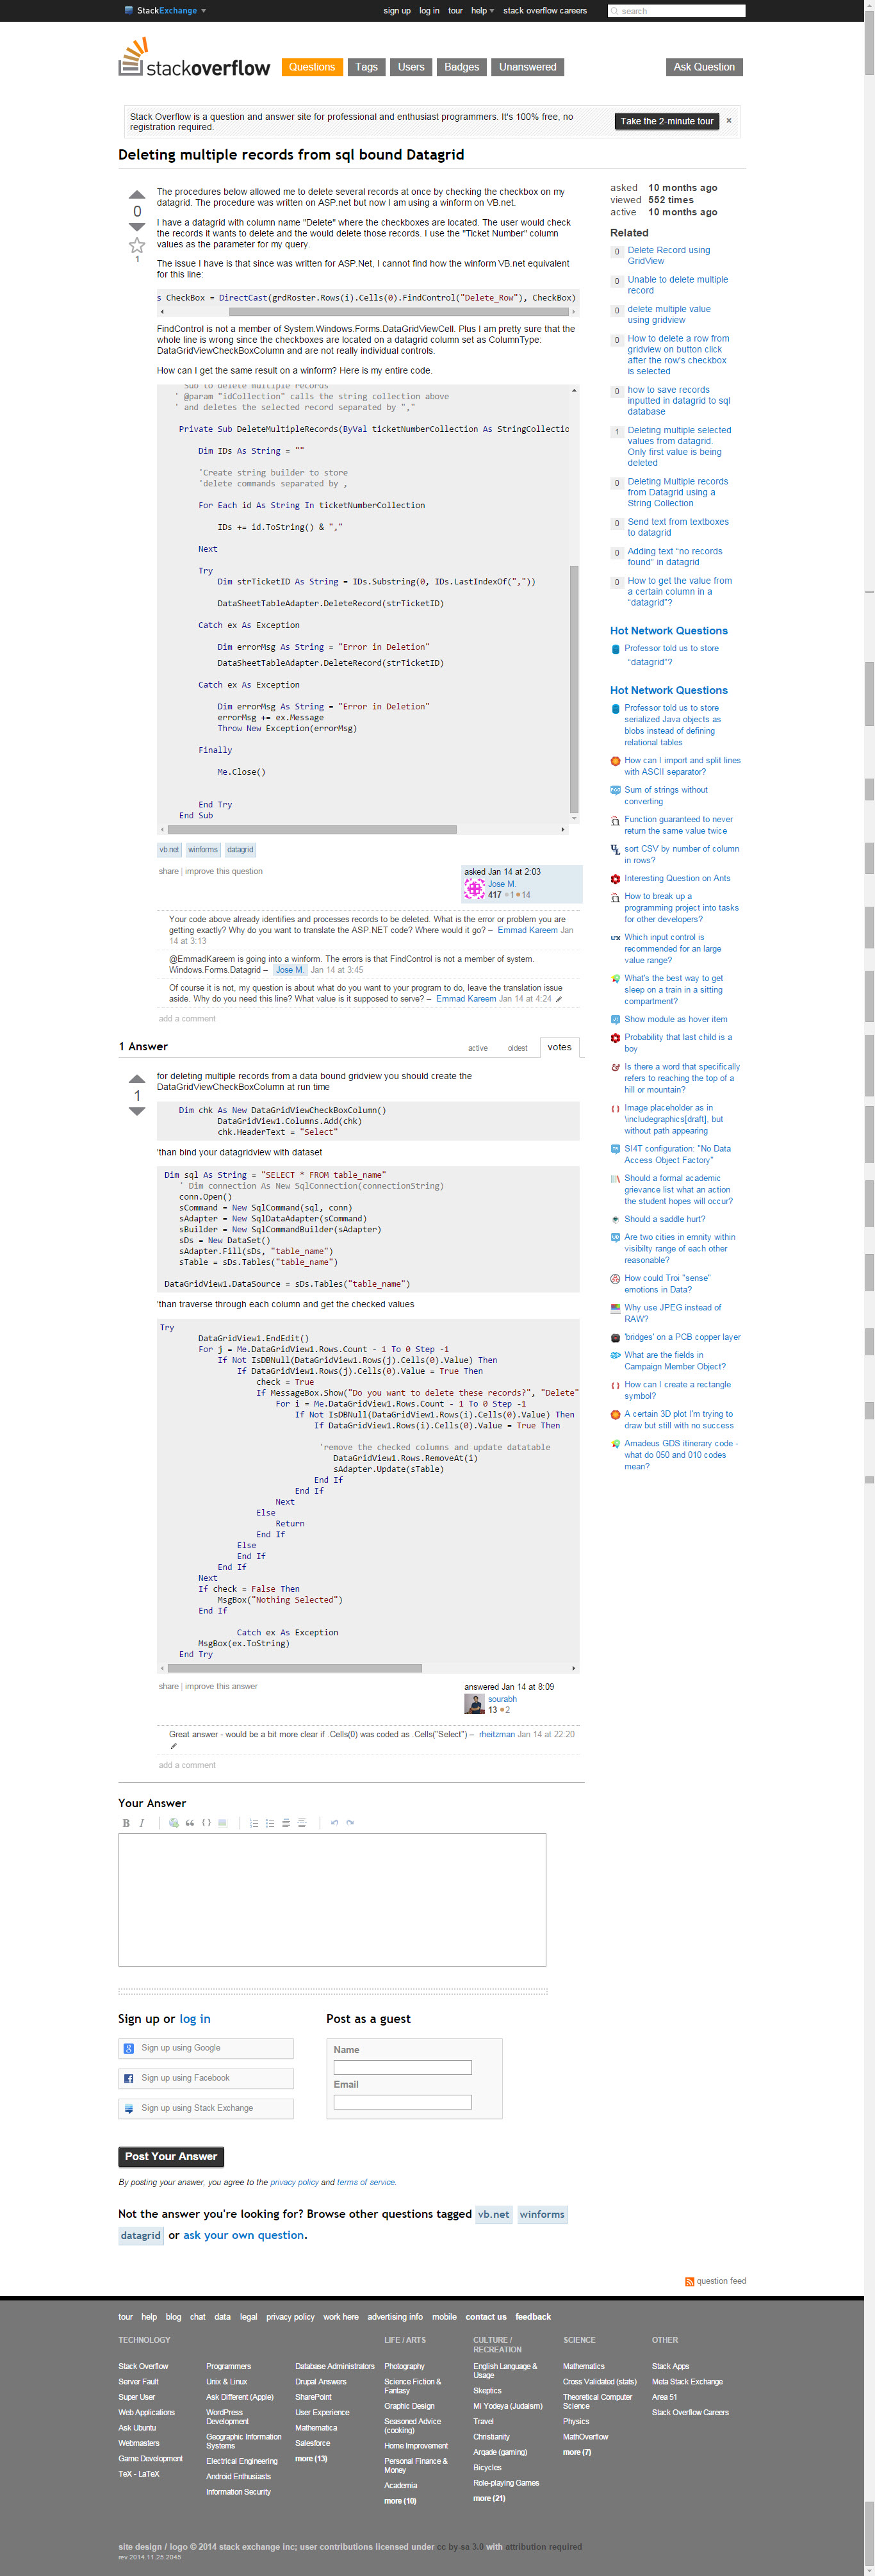 StackExchange
sign up log in tour help stack overflow careers
search
stackoverflow
Questions Tags Users Badges Unanswered Ask Question
Stack Overflow is a question and answer site for professional and enthusiast programmers. It's 100% free, no
registration required.
Take the 2-minute tour ×
Deleting multiple records from sql bound Datagrid
0
1
The procedures below allowed me to delete several records at once by checking the checkbox on my
datagrid. The procedure was written on ASP.net but now I am using a winform on VB.net.
I have a datagrid with column name "Delete" where the checkboxes are located. The user would check
the records it wants to delete and the would delete those records. I use the "Ticket Number" column
values as the parameter for my query.
The issue I have is that since was written for ASP.Net, I cannot find how the winform VB.net equivalent
for this line:
s CheckBox = DirectCast(grdRoster.Rows(i).Cells(0).FindControl("Delete_Row"), CheckBox)
FindControl is not a member of System.Windows.Forms.DataGridViewCell. Plus I am pretty sure that the
whole line is wrong since the checkboxes are located on a datagrid column set as ColumnType:
DataGridViewCheckBoxColumn and are not really individual controls.
How can I get the same result on a winform? Here is my entire code.
Sub to delete multiple records
' @param "idCollection" calls the string collection above
' and deletes the selected record separated by ","
Private Sub DeleteMultipleRecords(ByVal ticketNumberCollection As StringCollectio
Dim IDs As String = ""
'Create string builder to store
'delete commands separated by ,
For Each id As String In ticketNumberCollection
IDs += id.ToString() & ","
Next
Try
Dim strTicketID As String = IDs.Substring(0, IDs.LastIndexOf(","))
DataSheetTableAdapter.DeleteRecord(strTicketID)
Catch ex As Exception
Dim errorMsg As String = "Error in Deletion"
DataSheetTableAdapter.DeleteRecord(strTicketID)
Catch ex As Exception
Dim errorMsg As String = "Error in Deletion"
errorMsg += ex.Message
Throw New Exception(errorMsg)
Finally
Me.Close()
End Try
End Sub
vb.net winforms datagrid
share | improve this question
asked Jan 14 at 2:03
Jose M.
417 1 14
Your code above already identifies and processes records to be deleted. What is the error or problem you are
getting exactly? Why do you want to translate the ASP.NET code? Where would it go? – Emmad Kareem Jan
14 at 3:13
@EmmadKareem is going into a winform. The errors is that FindControl is not a member of system.
Windows.Forms.Datagrid – Jose M. Jan 14 at 3:45
Of course it is not, my question is about what do you want to your program to do, leave the translation issue
aside. Why do you need this line? What value is it supposed to serve? – Emmad Kareem Jan 14 at 4:24
add a comment
1 Answer
active oldest votes
1
for deleting multiple records from a data bound gridview you should create the
DataGridViewCheckBoxColumn at run time
Dim chk As New DataGridViewCheckBoxColumn()
DataGridView1.Columns.Add(chk)
chk.HeaderText = "Select"
'than bind your datagridview with dataset
Dim sql As String = "SELECT * FROM table_name"
' Dim connection As New SqlConnection(connectionString)
conn.Open()
sCommand = New SqlCommand(sql, conn)
sAdapter = New SqlDataAdapter(sCommand)
sBuilder = New SqlCommandBuilder(sAdapter)
sDs = New DataSet()
sAdapter.Fill(sDs, "table_name")
sTable = sDs.Tables("table_name")
DataGridView1.DataSource = sDs.Tables("table_name")
'than traverse through each column and get the checked values
Try
DataGridView1.EndEdit()
For j = Me.DataGridView1.Rows.Count - 1 To 0 Step -1
If Not IsDBNull(DataGridView1.Rows(j).Cells(0).Value) Then
If DataGridView1.Rows(j).Cells(0).Value = True Then
check = True
If MessageBox.Show("Do you want to delete these records?", "Delete"
For i = Me.DataGridView1.Rows.Count - 1 To 0 Step -1
If Not IsDBNull(DataGridView1.Rows(i).Cells(0).Value) Then
If DataGridView1.Rows(i).Cells(0).Value = True Then
'remove the checked columns and update datatable
DataGridView1.Rows.RemoveAt(i)
sAdapter.Update(sTable)
End If
End If
Next
Else
Return
End If
Else
End If
End If
Next
If check = False Then
MsgBox("Nothing Selected")
End If
Catch ex As Exception
MsgBox(ex.ToString)
End Try
share | improve this answer
answered Jan 14 at 8:09
sourabh
13 2
Great answer - would be a bit more clear if .Cells(0) was coded as .Cells("Select") – rheitzman Jan 14 at 22:20
add a comment
Your Answer
Sign up or log in
Sign up using Google
Sign up using Facebook
Sign up using Stack Exchange
Post as a guest
Name
Email
Post Your Answer
By posting your answer, you agree to the privacy policy and terms of service.
Not the answer you're looking for? Browse other questions tagged vb.net winforms
datagrid or ask your own question.
asked 10 months ago
viewed 552 times
active 10 months ago
Related
0 Delete Record using
GridView
0 Unable to delete multiple
record
0 delete multiple value
using gridview
0 How to delete a row from
gridview on button click
after the row's checkbox
is selected
0 how to save records
inputted in datagrid to sql
database
1 Deleting multiple selected
values from datagrid.
Only first value is being
deleted
0 Deleting Multiple records
from Datagrid using a
String Collection
0 Send text from textboxes
to datagrid
0 Adding text “no records
found” in datagrid
0 How to get the value from
a certain column in a
“datagrid”?
Hot Network Questions
Professor told us to store
“datagrid”?
Hot Network Questions
Professor told us to store
serialized Java objects as
blobs instead of defining
relational tables
How can I import and split lines
with ASCII separator?
Sum of strings without
converting
Function guaranteed to never
return the same value twice
sort CSV by number of column
in rows?
Interesting Question on Ants
How to break up a
programming project into tasks
for other developers?
Which input control is
recommended for an large
value range?
What's the best way to get
sleep on a train in a sitting
compartment?
Show module as hover item
Probability that last child is a
boy
Is there a word that specifically
refers to reaching the top of a
hill or mountain?
Image placeholder as in
\includegraphics[draft], but
without path appearing
SI4T configuration: "No Data
Access Object Factory"
Should a formal academic
grievance list what an action
the student hopes will occur?
Should a saddle hurt?
Are two cities in emnity within
visibilty range of each other
reasonable?
How could Troi "sense"
emotions in Data?
Why use JPEG instead of
RAW?
'bridges' on a PCB copper layer
What are the fields in
Campaign Member Object?
How can I create a rectangle
symbol?
A certain 3D plot I'm trying to
draw but still with no success
Amadeus GDS itinerary code -
what do 050 and 010 codes
mean?
question feed
tour help blog chat data legal privacy policy work here advertising info mobile contact us feedback
TECHNOLOGY
Stack Overflow
Server Fault
Super User
Web Applications
Ask Ubuntu
Webmasters
Game Development
TeX - LaTeX
Programmers
Unix & Linux
Ask Different (Apple)
WordPress
Development
Geographic Information
Systems
Electrical Engineering
Android Enthusiasts
Information Security
Database Administrators
Drupal Answers
SharePoint
User Experience
Mathematica
Salesforce
more (13)
LIFE / ARTS
Photography
Science Fiction &
Fantasy
Graphic Design
Seasoned Advice
(cooking)
Home Improvement
Personal Finance &
Money
Academia
more (10)
CULTURE /
RECREATION
English Language &
Usage
Skeptics
Mi Yodeya (Judaism)
Travel
Christianity
Arqade (gaming)
Bicycles
Role-playing Games
more (21)
SCIENCE
Mathematics
Cross Validated (stats)
Theoretical Computer
Science
Physics
MathOverflow
more (7)
OTHER
Stack Apps
Meta Stack Exchange
Area 51
Stack Overflow Careers
site design / logo © 2014 stack exchange inc; user contributions licensed under cc by-sa 3.0 with attribution required
rev 2014.11.25.2045